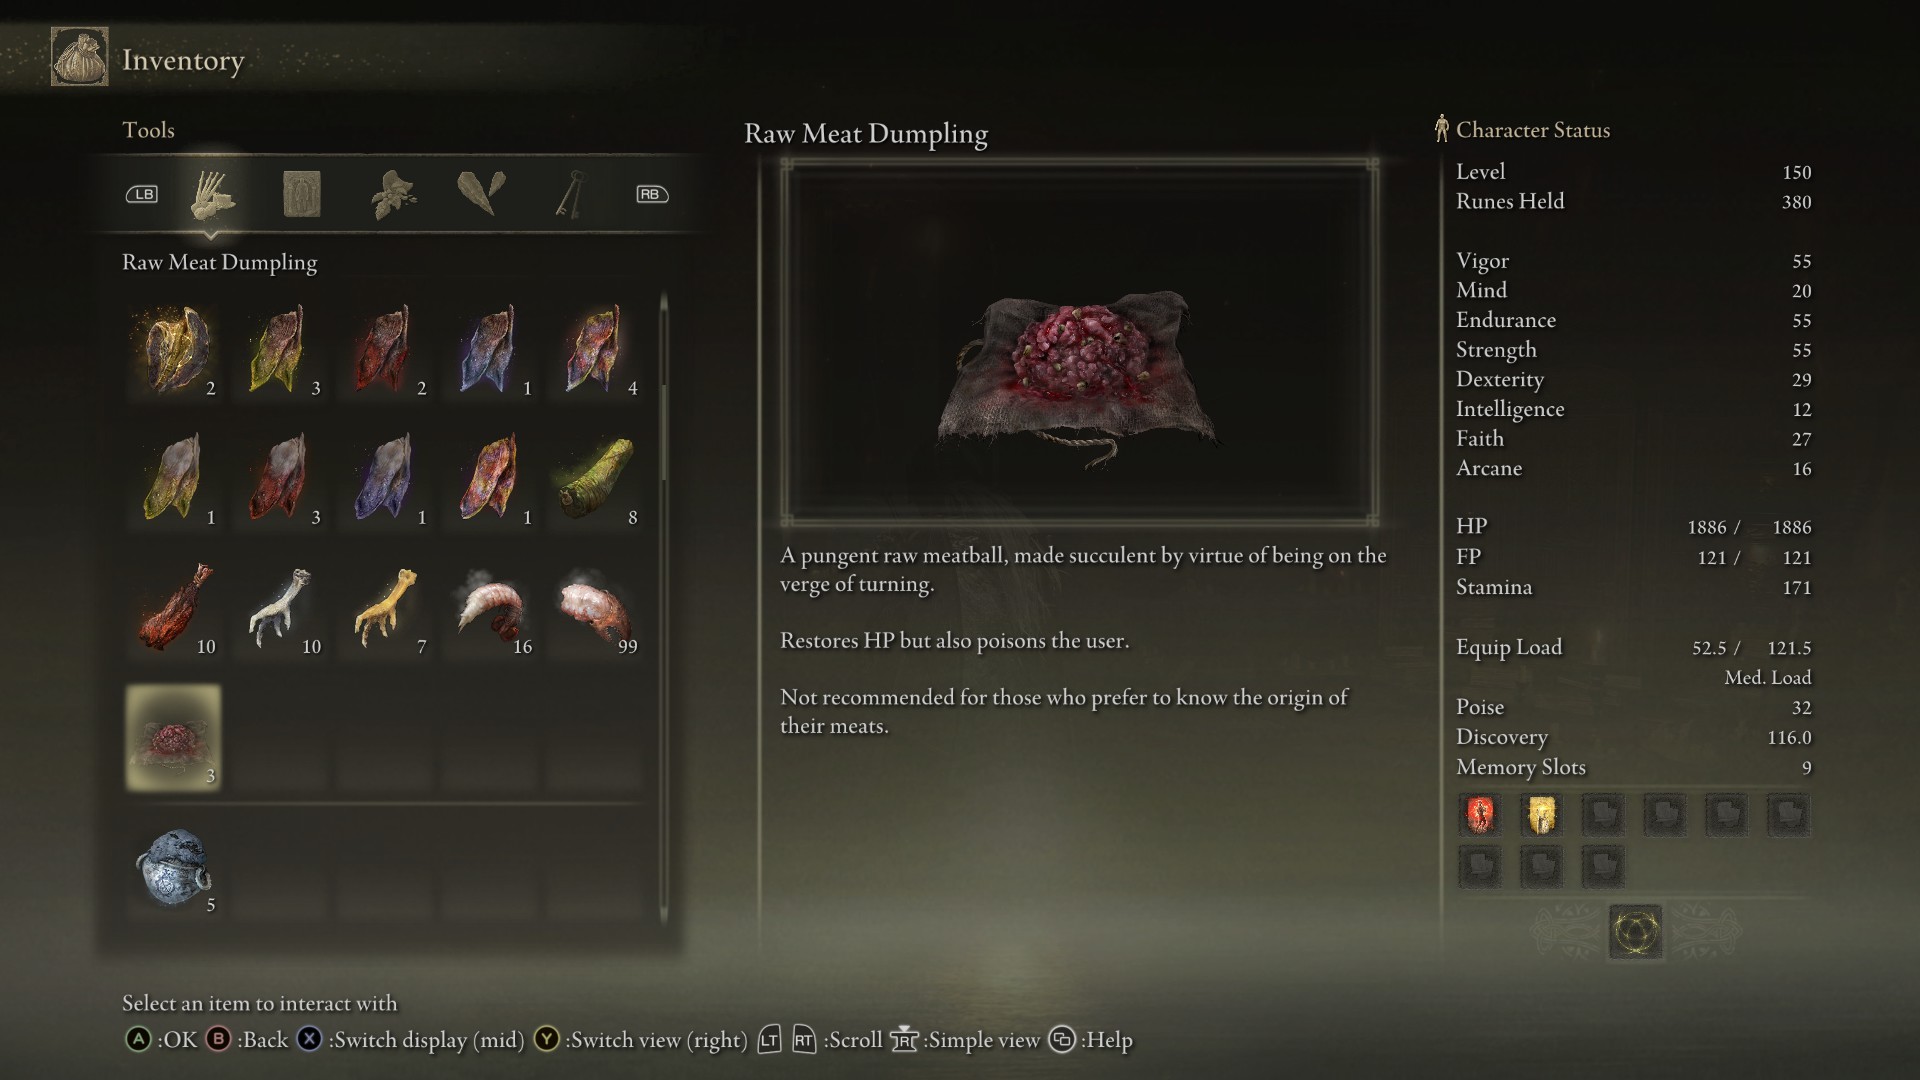 Inventory
Tools
LB
RB
Raw Meat Dumpling
2 3 2 1 4
1 3 1 1 8
10 10 7 16 99
3
5
Raw Meat Dumpling
A pungent raw meatball, made succulent by virtue of being on the
verge of turning.
Restores HP but also poisons the user.
Not recommended for those who prefer to know the origin of
their meats.
Character Status
Level 150
Runes Held 380
Vigor 55
Mind 20
Endurance 55
Strength 55
Dexterity 29
Intelligence 12
Faith 27
Arcane 16
HP 1886 / 1886
FP 121 / 121
Stamina 171
Equip Load 52.5 / 121.5
Med. Load
Poise 32
Discovery 116.0
Memory Slots 9
Select an item to interact with
A :OK B :Back X :Switch display (mid) Y :Switch view (right) LT RT :Scroll R :Simple view :Help